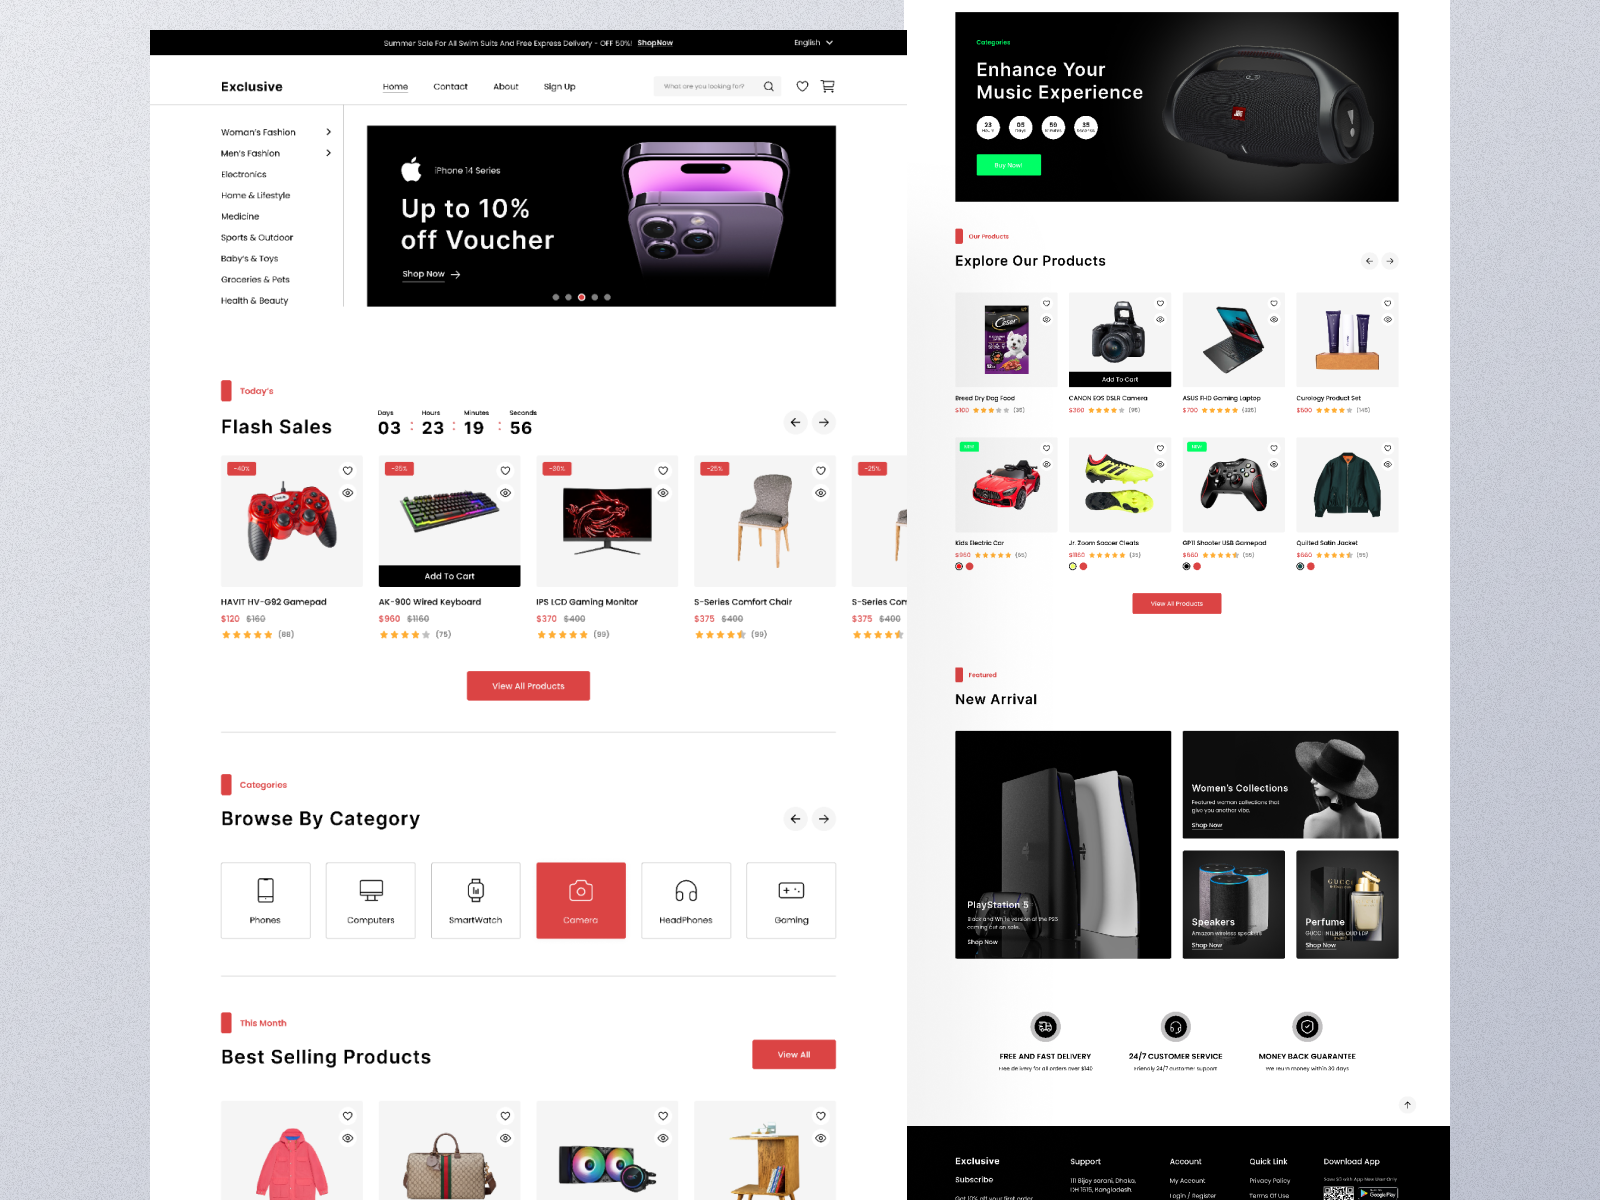 Summer Sale For All Swim Suits And Free Express Delivery - OFF 50%! ShopNow
English
Exclusive
Home
Contact
About
Sign Up
What are you looking for?
Woman's Fashion
Men's Fashion
Electronics
Home & Lifestyle
Medicine
Sports & Outdoor
Baby's & Toys
Groceries & Pets
Health & Beauty
iPhone 14 Series
Up to 10%
off Voucher
Shop Now
Today's
Flash Sales
Days
Hours
Minutes
Seconds
03 : 23 : 19 : 56
-40%
-35%
-30%
-25%
-25%
Add To Cart
HAVIT HV-G92 Gamepad
$120 $160
(88)
AK-900 Wired Keyboard
$960 $1160
(75)
IPS LCD Gaming Monitor
$370 $400
(99)
S-Series Comfort Chair
$375 $400
(99)
S-Series Com
$375 $400
View All Products
Categories
Browse By Category
Phones
Computers
SmartWatch
Camera
HeadPhones
Gaming
This Month
Best Selling Products
View All
Categories
Enhance Your
Music Experience
23
Hours
05
Days
59
Minutes
35
Seconds
JBL
Buy Now!
Our Products
Explore Our Products
Cesar
Add To Cart
Breed Dry Dog Food
$100
(35)
CANON EOS DSLR Camera
$360
(95)
ASUS FHD Gaming Laptop
$700
(325)
Curology Product Set
$500
(145)
NEW
NEW
Kids Electric Car
$960
(65)
Jr. Zoom Soccer Cleats
$1160
(35)
GP11 Shooter USB Gamepad
$660
(55)
Quilted Satin Jacket
$660
(55)
View All Products
Featured
New Arrival
PlayStation 5
Black and White version of the PS5
coming out on sale.
Shop Now
Women's Collections
Featured woman collections that
give you another vibe.
Shop Now
Speakers
Amazon wireless speakers
Shop Now
GUCCI
Perfume
GUCCI INTENSE OUD EDP
Shop Now
FREE AND FAST DELIVERY
Free delivery for all orders over $140
24/7 CUSTOMER SERVICE
Friendly 24/7 customer support
MONEY BACK GUARANTEE
We reurn money within 30 days
Exclusive
Subscribe
Get 10% off your first order
Support
111 Bijoy sarani, Dhaka,
DH 1515, Bangladesh.
Account
My Account
Login / Register
Quick Link
Privacy Policy
Terms Of Use
Download App
Save $3 with App New User Only
Google Play